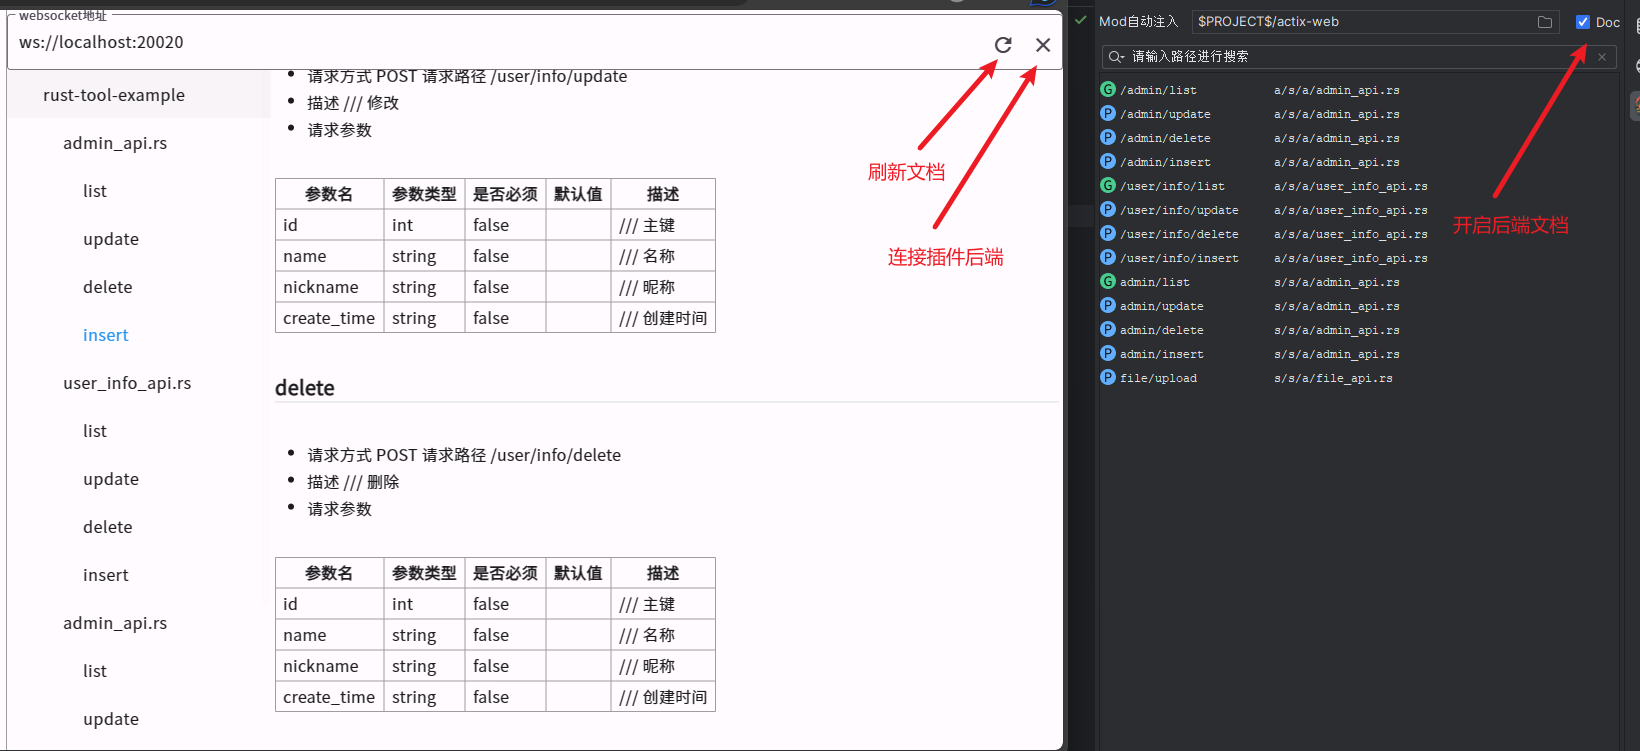 websocket地址
ws://localhost:20020
rust-tool-example
admin_api.rs
list
update
delete
insert
user_info_api.rs
list
update
delete
insert
admin_api.rs
list
update
请求方式 POST 请求路径 /user/info/update
描述 /// 修改
请求参数
参数名 参数类型 是否必须 默认值 描述
id int false /// 主键
name string false /// 名称
nickname string false /// 昵称
create_time string false /// 创建时间
delete
请求方式 POST 请求路径 /user/info/delete
描述 /// 删除
请求参数
参数名 参数类型 是否必须 默认值 描述
id int false /// 主键
name string false /// 名称
nickname string false /// 昵称
create_time string false /// 创建时间
刷新文档
连接插件后端
Mod自动注入 $PROJECT$/actix-web Doc
请输入路径进行搜索
G /admin/list a/s/a/admin_api.rs
P /admin/update a/s/a/admin_api.rs
P /admin/delete a/s/a/admin_api.rs
P /admin/insert a/s/a/admin_api.rs
G /user/info/list a/s/a/user_info_api.rs
P /user/info/update a/s/a/user_info_api.rs
P /user/info/delete a/s/a/user_info_api.rs
P /user/info/insert a/s/a/user_info_api.rs
G admin/list s/s/a/admin_api.rs
P admin/update s/s/a/admin_api.rs
P admin/delete s/s/a/admin_api.rs
P admin/insert s/s/a/admin_api.rs
P file/upload s/s/a/file_api.rs
开启后端文档